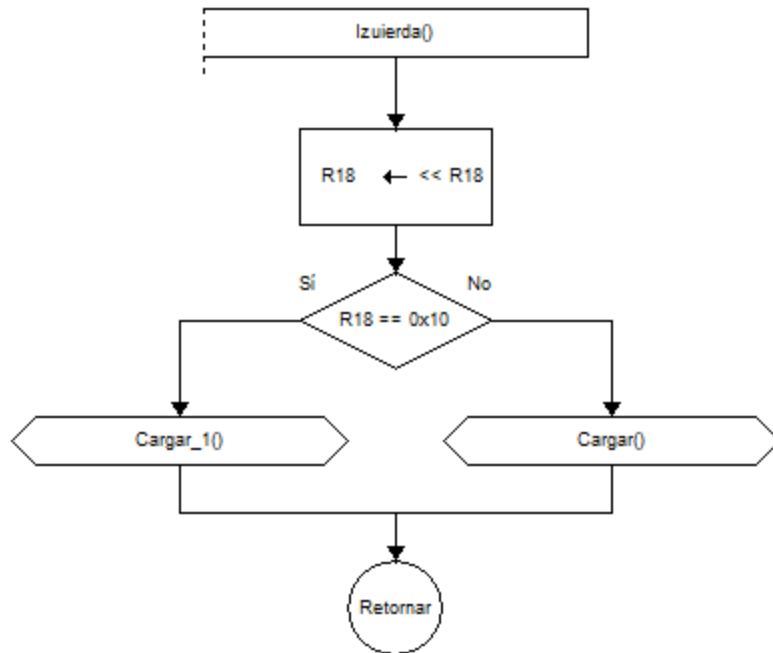 Izuierda()
R18 ← << R18
Sí
No
R18 == 0x10
Cargar_1()
Cargar()
Retornar